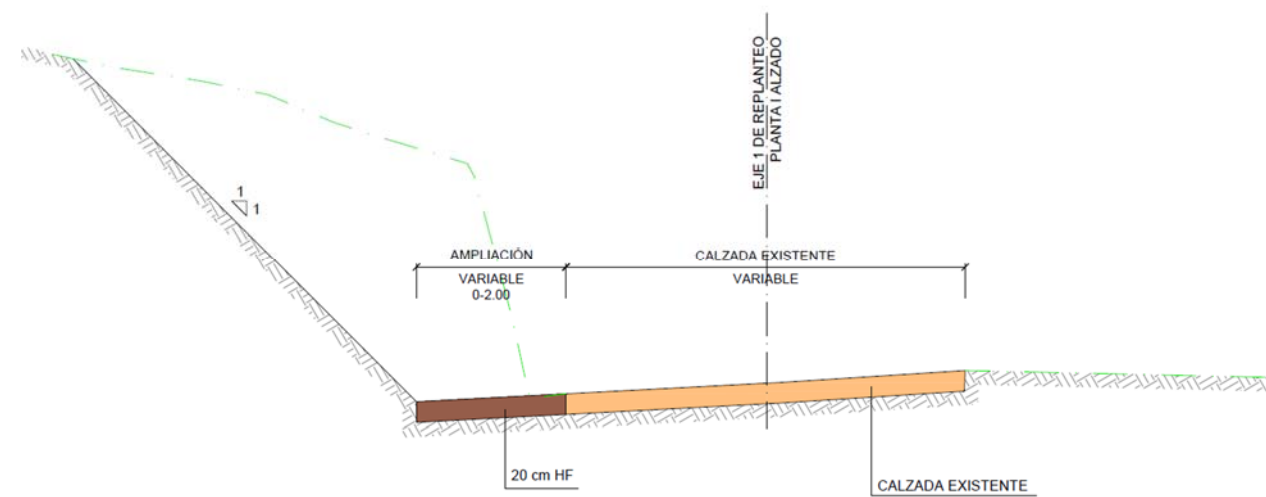 EJE 1 DE REPLANTEO
PLANTA I ALZADO
1
1
AMPLIACIÓN
VARIABLE
0-2.00
CALZADA EXISTENTE
VARIABLE
20 cm HF
CALZADA EXISTENTE